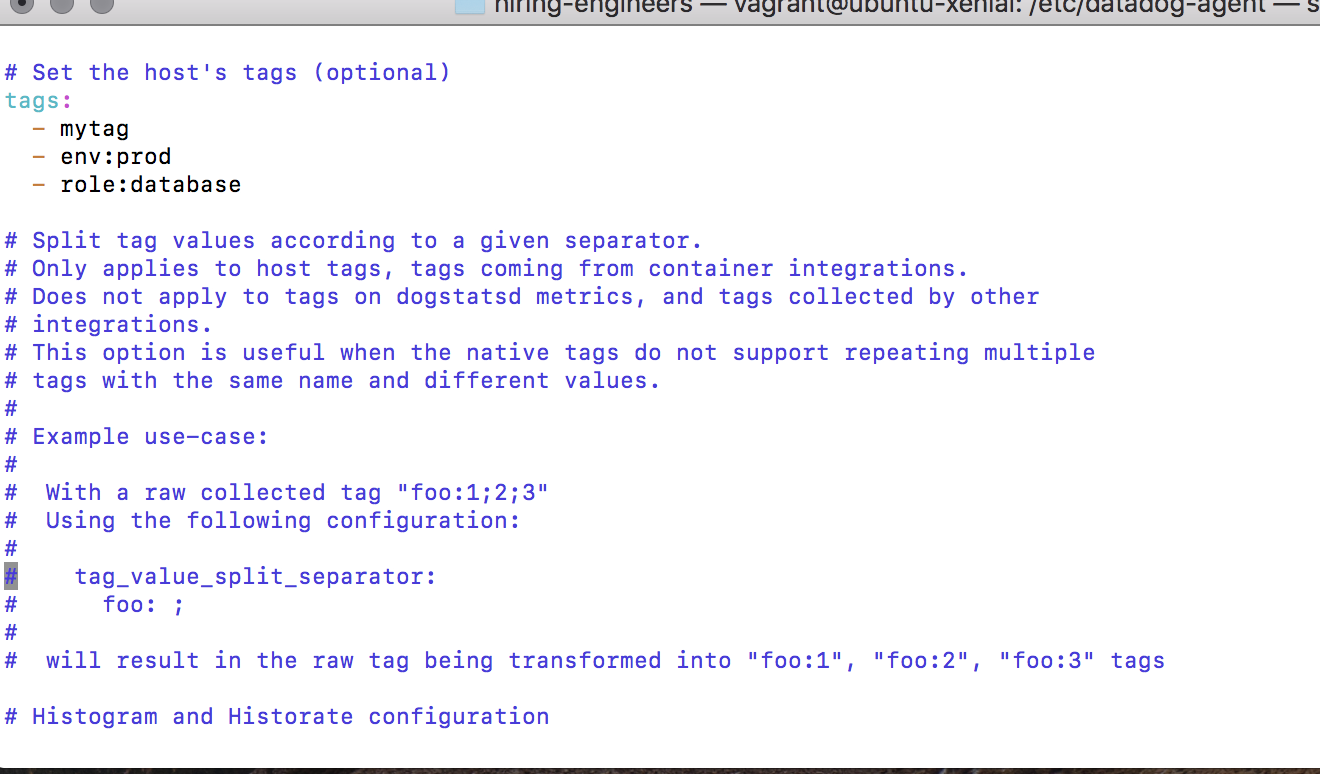 hiring-engineers — vagrant@ubuntu-xenial: /etc/datadog-agent — s
# Set the host's tags (optional)
tags:
  - mytag
  - env:prod
  - role:database

# Split tag values according to a given separator.
# Only applies to host tags, tags coming from container integrations.
# Does not apply to tags on dogstatsd metrics, and tags collected by other
# integrations.
# This option is useful when the native tags do not support repeating multiple
# tags with the same name and different values.
#
# Example use-case:
#
#  With a raw collected tag "foo:1;2;3"
#  Using the following configuration:
#
#    tag_value_split_separator:
#      foo: ;
#
#  will result in the raw tag being transformed into "foo:1", "foo:2", "foo:3" tags

# Histogram and Historate configuration